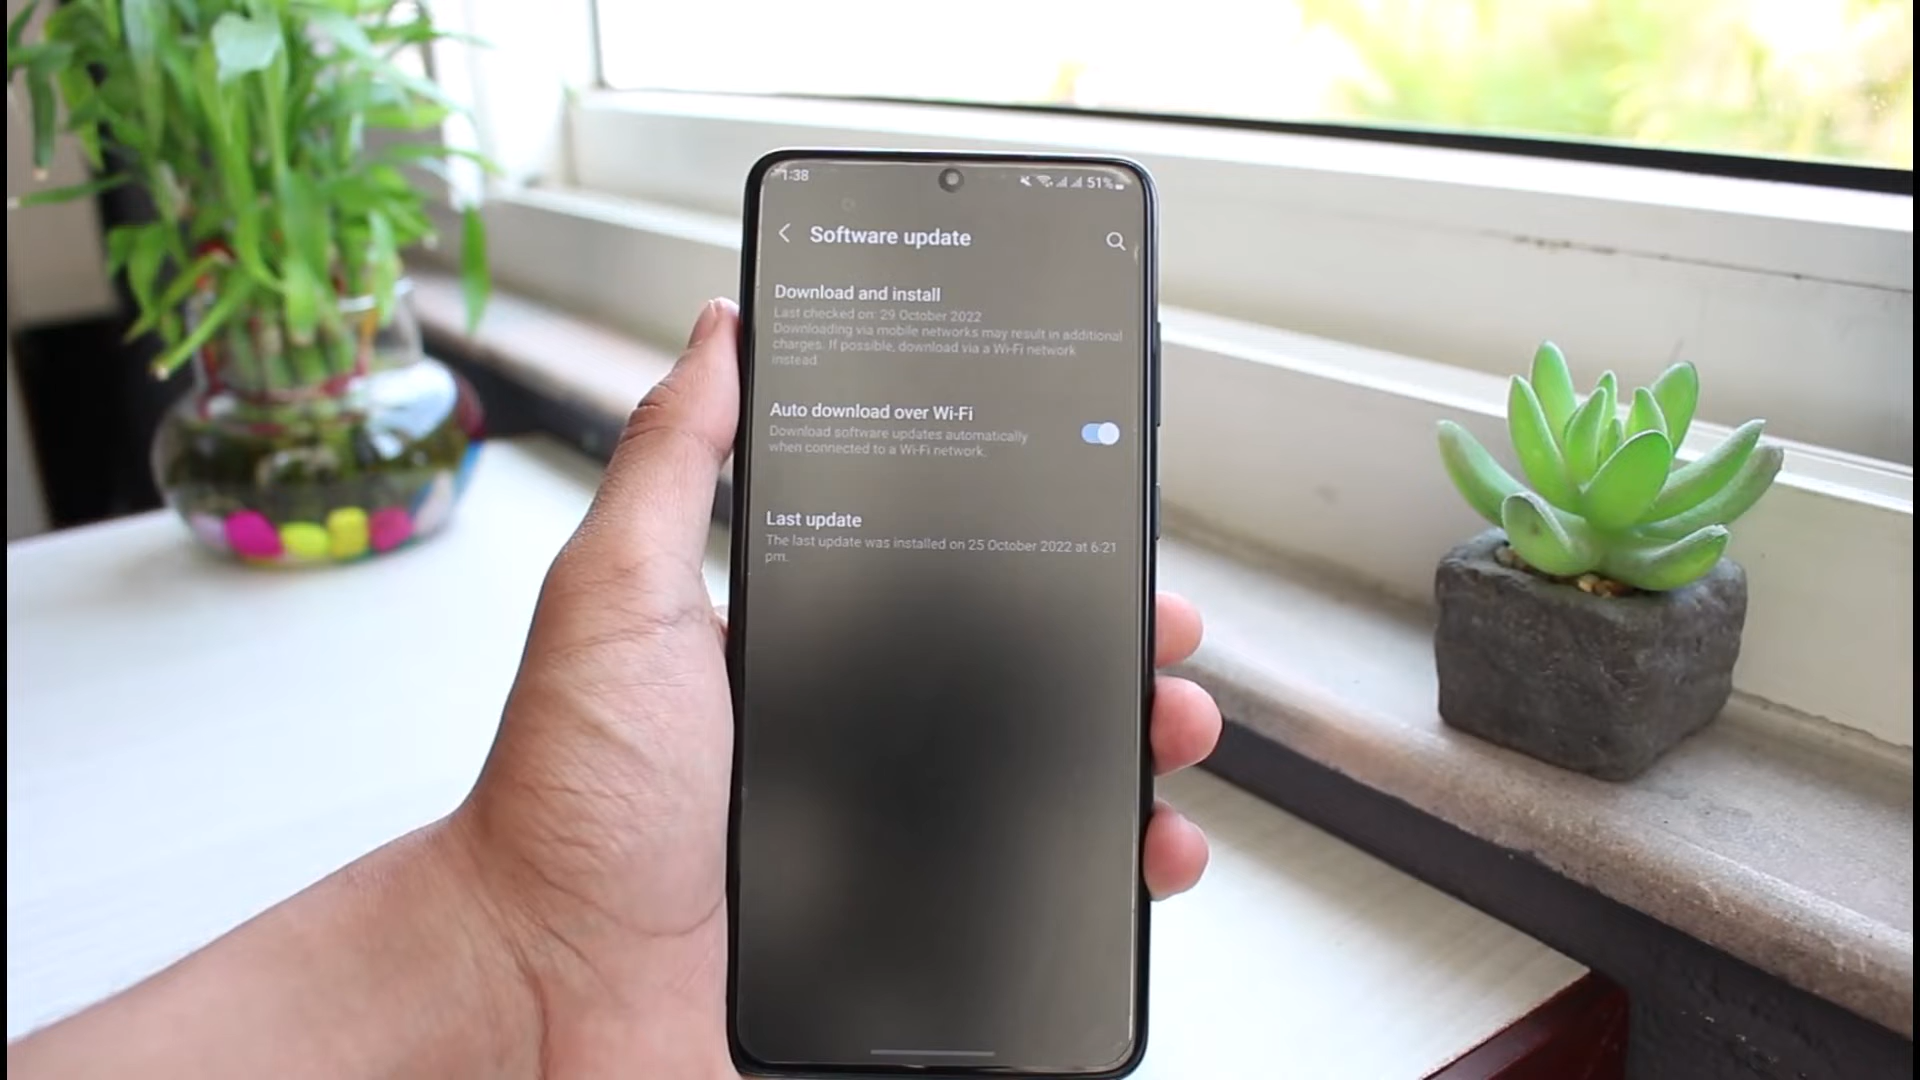 1:38
51%
Software update
Download and install
Last checked on: 29 October 2022
Downloading via mobile networks may result in additional
charges. If possible, download via a Wi-Fi network
instead.
Auto download over Wi-Fi
Download software updates automatically
when connected to a Wi-Fi network.
Last update
The last update was installed on 25 October 2022 at 6:21
pm.